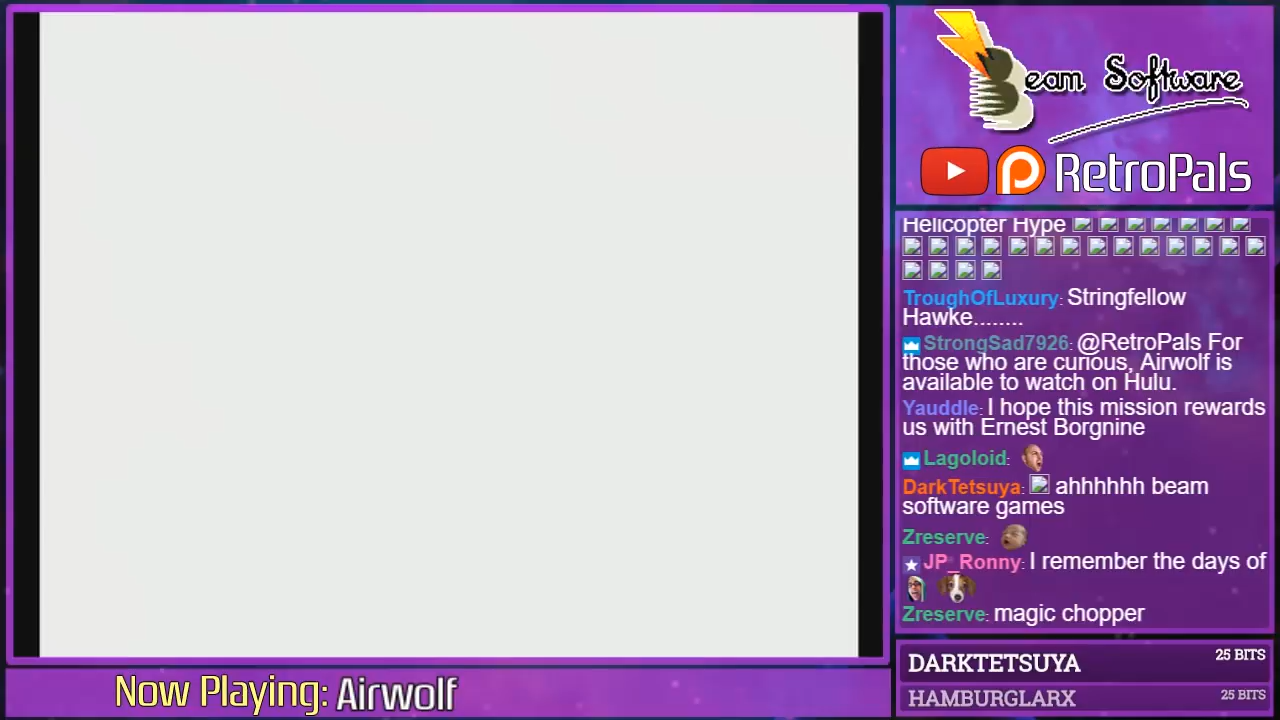 Beam Software
RetroPals
Helicopter Hype
TroughOfLuxury: Stringfellow
Hawke........
StrongSad7926: @RetroPals For
those who are curious, Airwolf is
available to watch on Hulu.
Yauddle: I hope this mission rewards
us with Ernest Borgnine
Lagoloid:
DarkTetsuya: ahhhhhh beam
software games
Zreserve:
JP_Ronny: I remember the days of
Zreserve: magic chopper
DARKTETSUYA 25 BITS
HAMBURGLARX 25 BITS
Now Playing: Airwolf